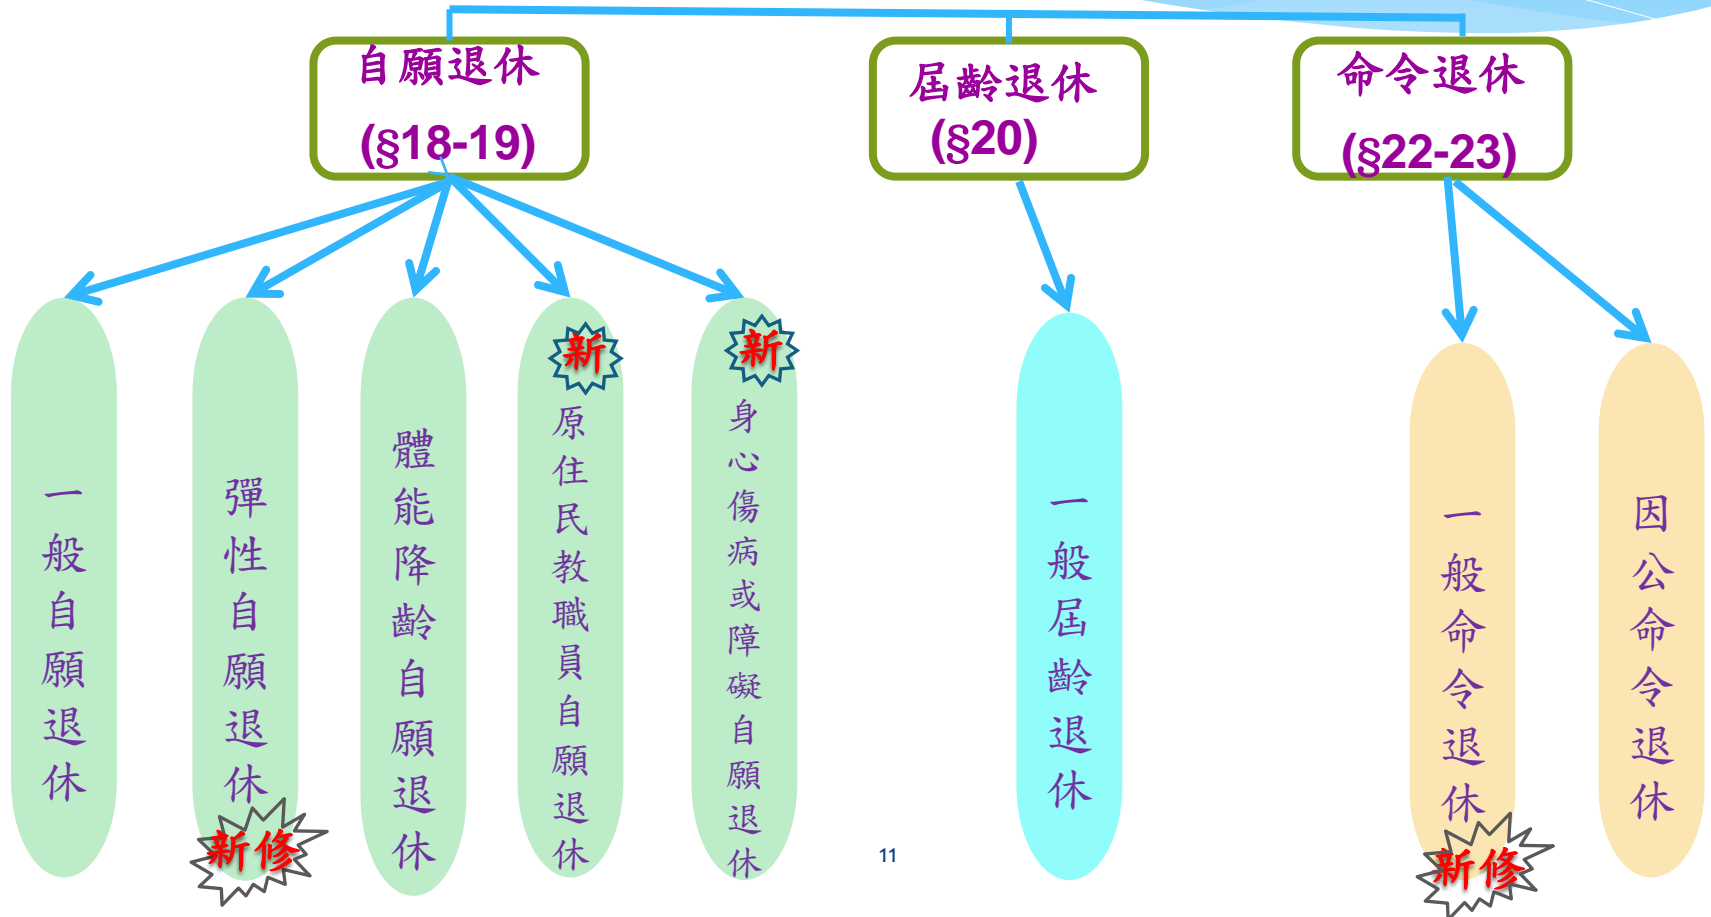 自願退休
(§18-19)
屆齡退休
(§20)
命令退休
(§22-23)
一般自願退休
彈性自願退休
新修
體能降齡自願退休
新
原住民教職員自願退休
新
身心傷病或障礙自願退休
一般屆齡退休
一般命令退休
新修
因公命令退休
11